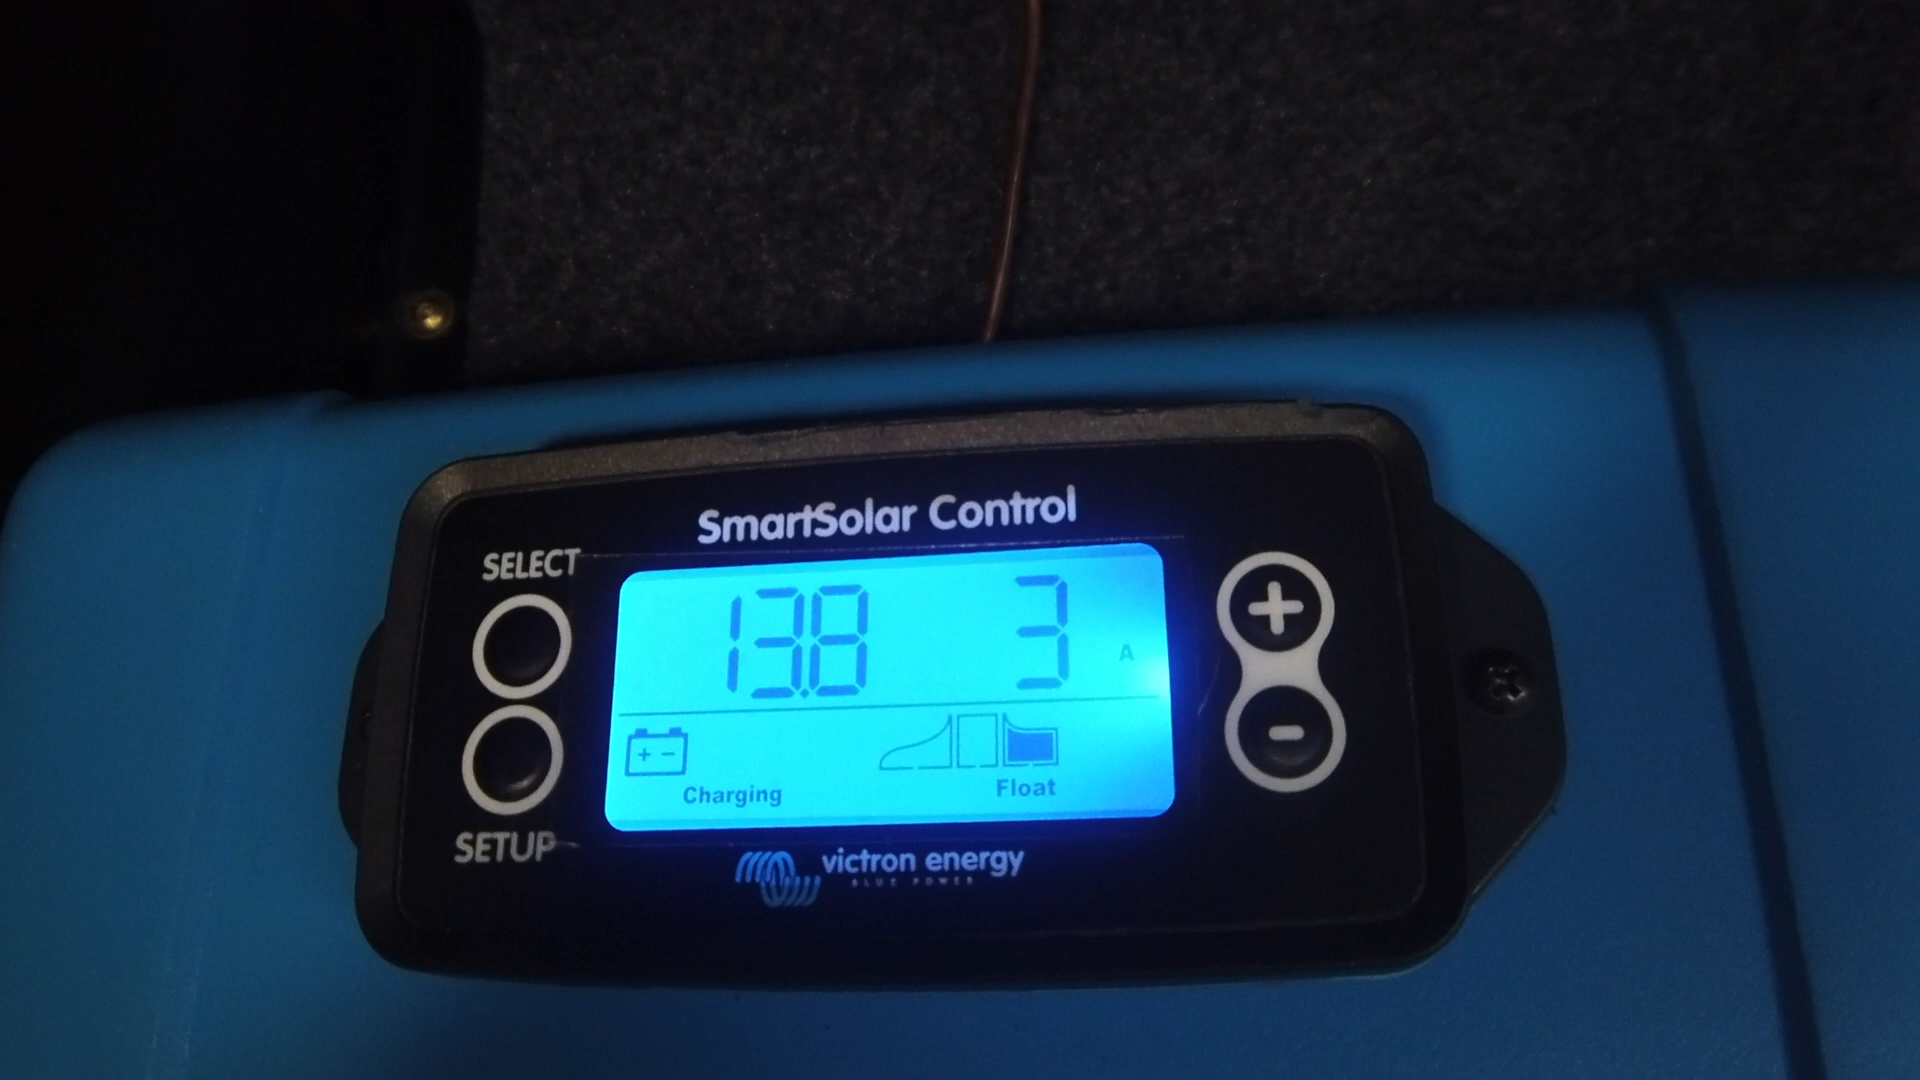 SmartSolar Control
SELECT
13.8 3 A
+ -
Charging Float
SETUP
victron energy
BLUE POWER
+
-